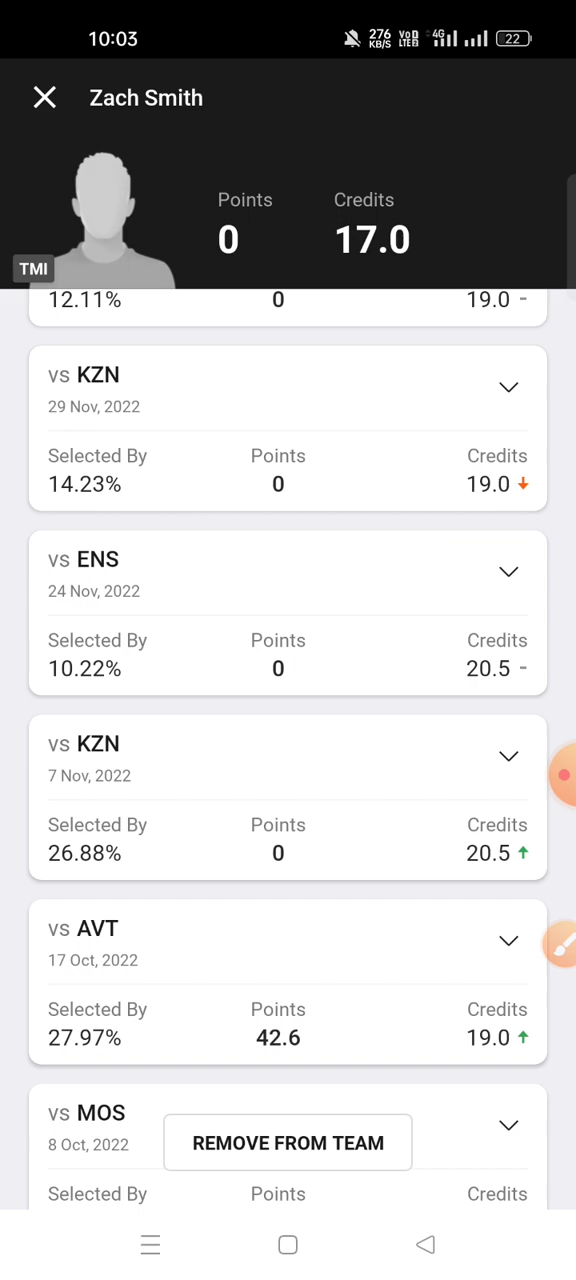 10:03
276 KB/S VoD LTE 4G 22
Zach Smith
Points Credits
0 17.0
TMI
12.11% 0 19.0 -
vs KZN
29 Nov, 2022
Selected By Points Credits
14.23% 0 19.0
vs ENS
24 Nov, 2022
Selected By Points Credits
10.22% 0 20.5 -
vs KZN
7 Nov, 2022
Selected By Points Credits
26.88% 0 20.5
vs AVT
17 Oct, 2022
Selected By Points Credits
27.97% 42.6 19.0
vs MOS
8 Oct, 2022
REMOVE FROM TEAM
Selected By Points Credits